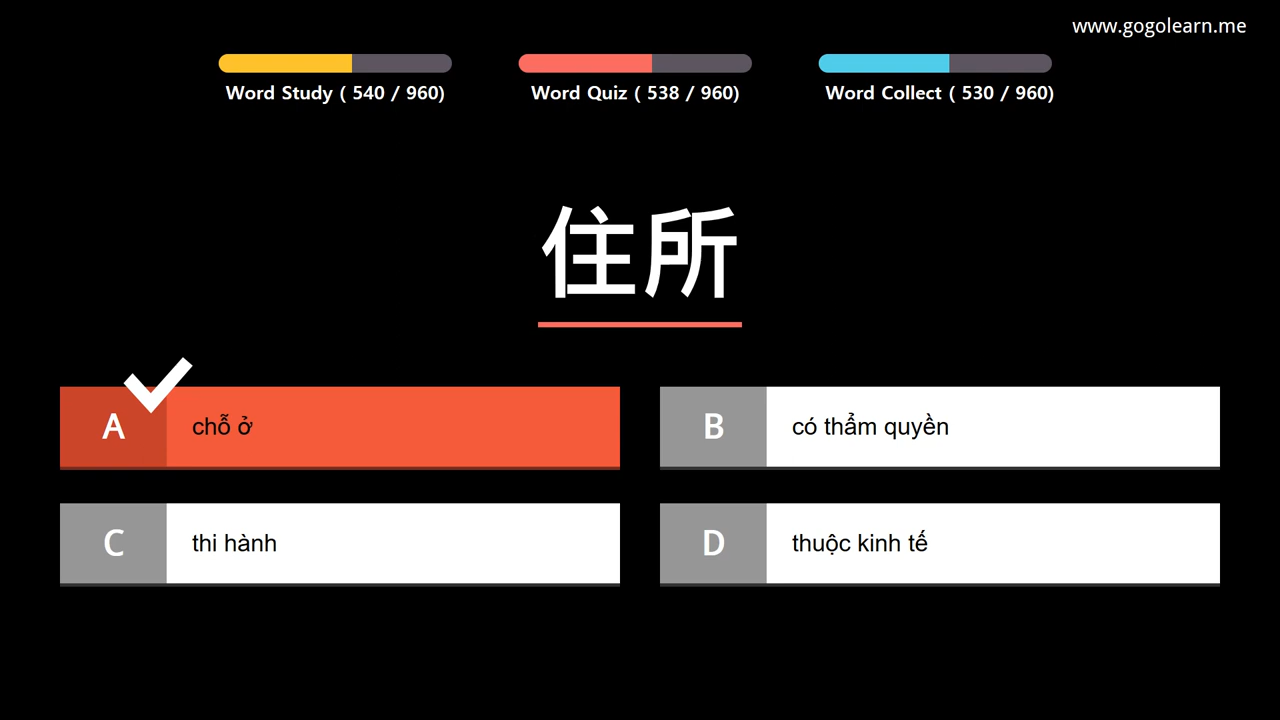 www.gogolearn.me
Word Study ( 540 / 960)
Word Quiz ( 538 / 960)
Word Collect ( 530 / 960)
住所
A chỗ ở
B có thẩm quyền
C thi hành
D thuộc kinh tế